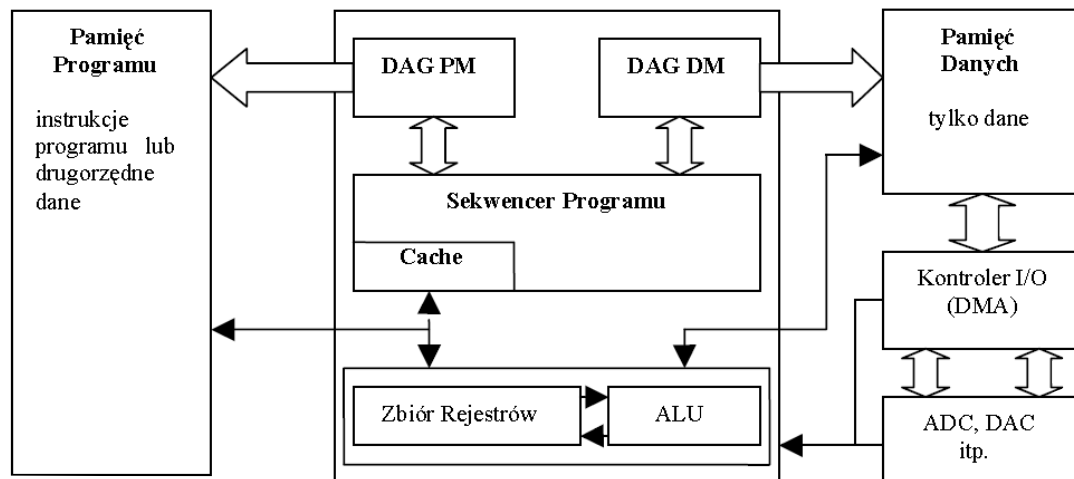 Pamięć
Programu
instrukcje
programu lub
drugorzędne
dane
DAG PM
DAG DM
Sekwencer Programu
Cache
Zbiór Rejestrów
ALU
Pamięć
Danych
tylko dane
Kontroler I/O
(DMA)
ADC, DAC
itp.